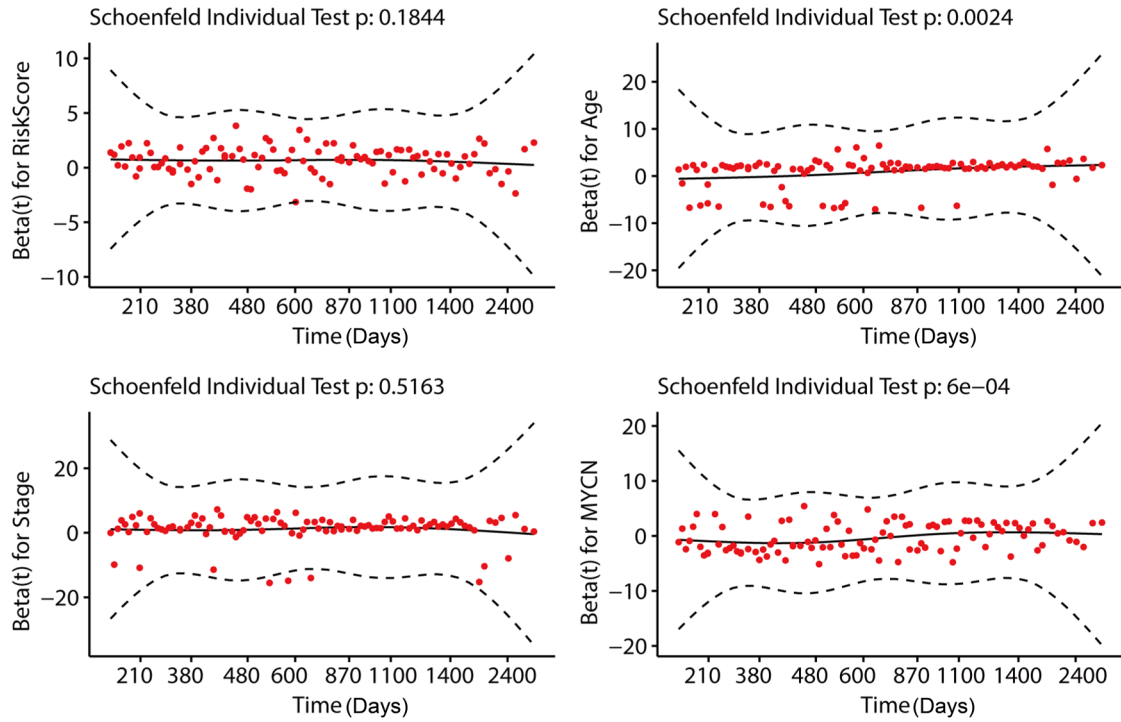 Schoenfeld Individual Test p: 0.1844
10
5
0
−5
−10
Beta(t) for RiskScore
210 380 480 600 870 1100 1400 2400
Time (Days)
Schoenfeld Individual Test p: 0.0024
20
10
0
−10
−20
Beta(t) for Age
210 380 480 600 870 1100 1400 2400
Time (Days)
Schoenfeld Individual Test p: 0.5163
20
0
−20
Beta(t) for Stage
210 380 480 600 870 1100 1400 2400
Time (Days)
Schoenfeld Individual Test p: 6e−04
20
10
0
−10
−20
Beta(t) for MYCN
210 380 480 600 870 1100 1400 2400
Time (Days)